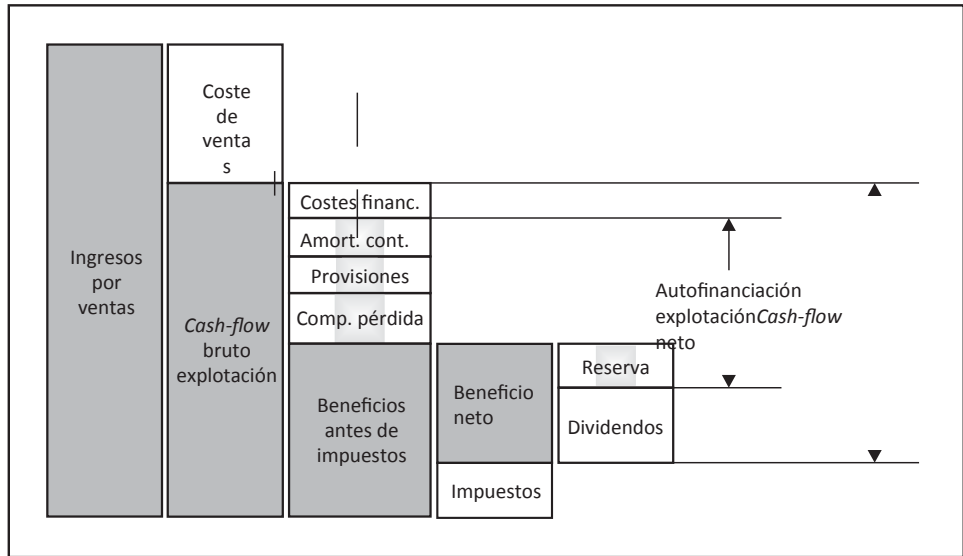 Ingresos
por
ventas
Coste
de
venta
s
Cash-flow
bruto
explotación
Costes financ.
Amort. cont.
Provisiones
Comp. pérdida
Beneficios
antes de
impuestos
Beneficio
neto
Impuestos
Reserva
Dividendos
Autofinanciación
explotaciónCash-flow
neto